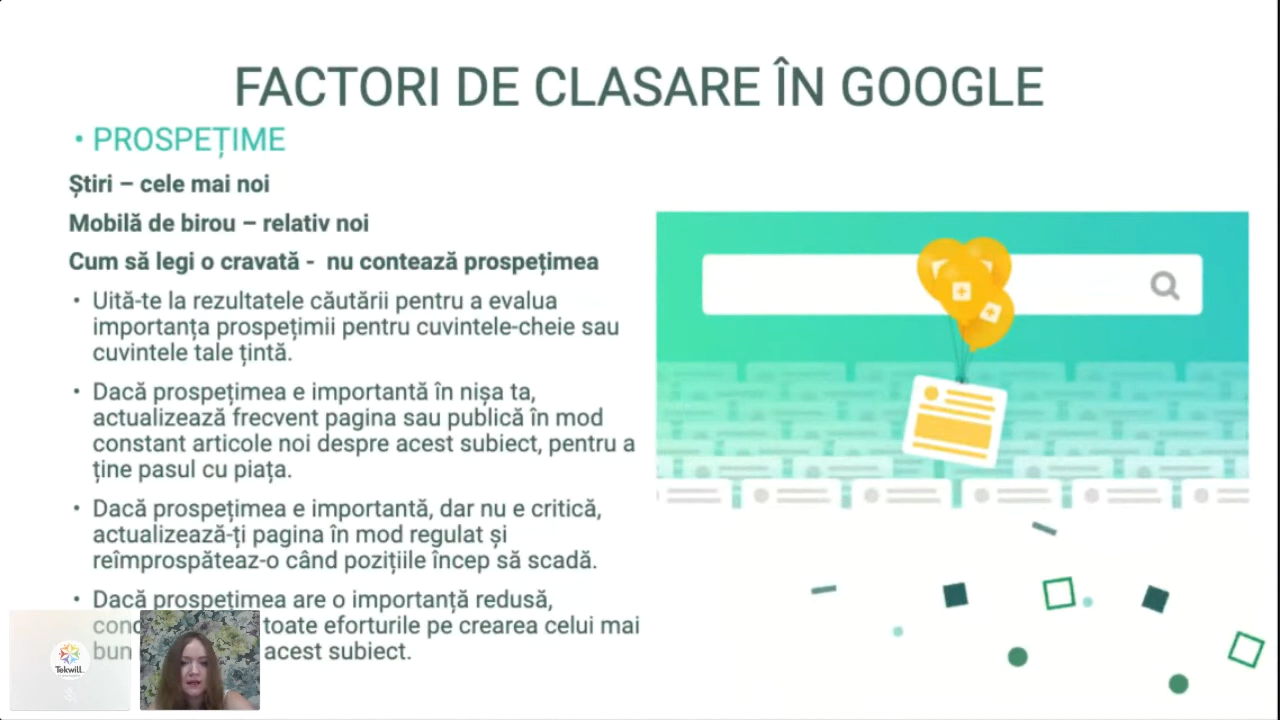 FACTORI DE CLASARE ÎN GOOGLE
• PROSPEȚIME
Știri – cele mai noi
Mobilă de birou – relativ noi
Cum să legi o cravată - nu contează prospețimea
• Uită-te la rezultatele căutării pentru a evalua
importanța prospețimii pentru cuvintele-cheie sau
cuvintele tale țintă.
• Dacă prospețimea e importantă în nișa ta,
actualizează frecvent pagina sau publică în mod
constant articole noi despre acest subiect, pentru a
ține pasul cu piața.
• Dacă prospețimea e importantă, dar nu e critică,
actualizează-ți pagina în mod regulat și
reîmprospăteaz-o când pozițiile încep să scadă.
• Dacă prospețimea are o importanță redusă,
toate eforturile pe crearea celui mai
bun acest subiect.
Tekwill